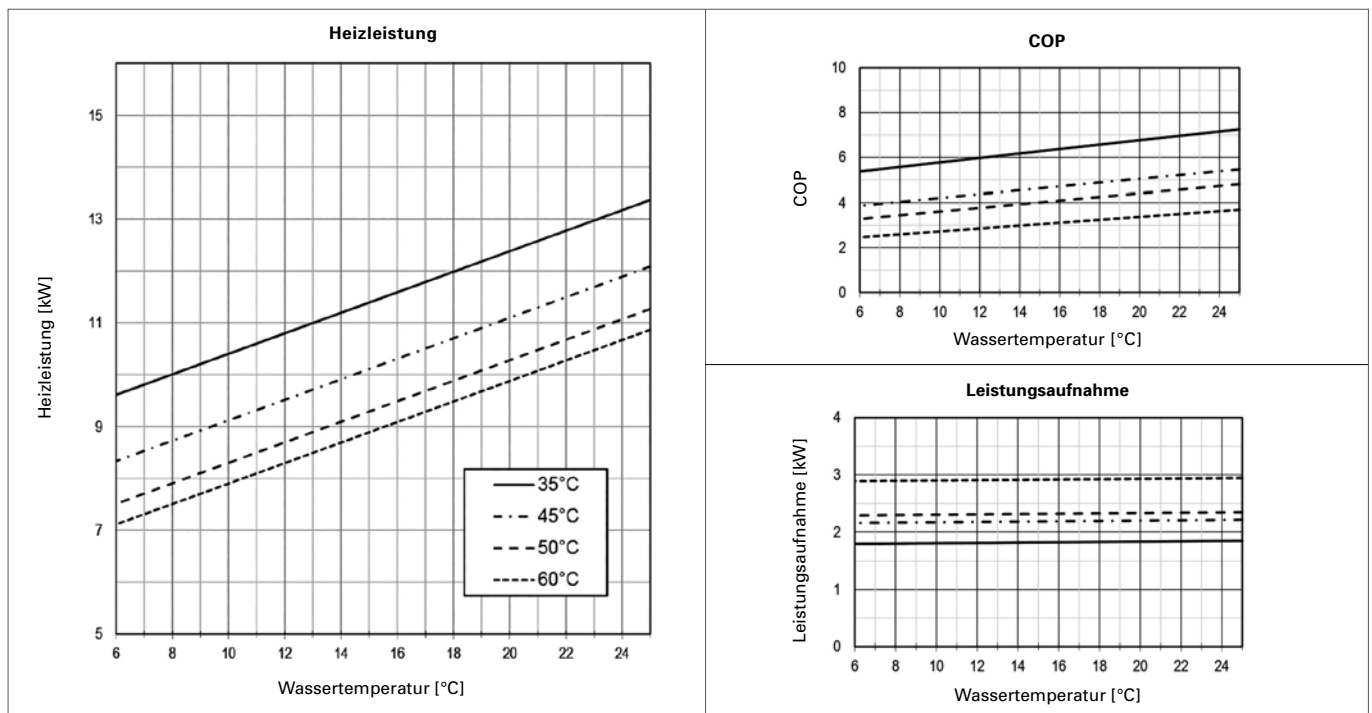 Heizleistung
Heizleistung [kW]
15
13
11
9
7
5
6 8 10 12 14 16 18 20 22 24
Wassertemperatur [°C]
35°C
45°C
50°C
60°C
COP
COP
10
8
6
4
2
0
6 8 10 12 14 16 18 20 22 24
Wassertemperatur [°C]
Leistungsaufnahme
Leistungsaufnahme [kW]
4
3
2
1
0
6 8 10 12 14 16 18 20 22 24
Wassertemperatur [°C]